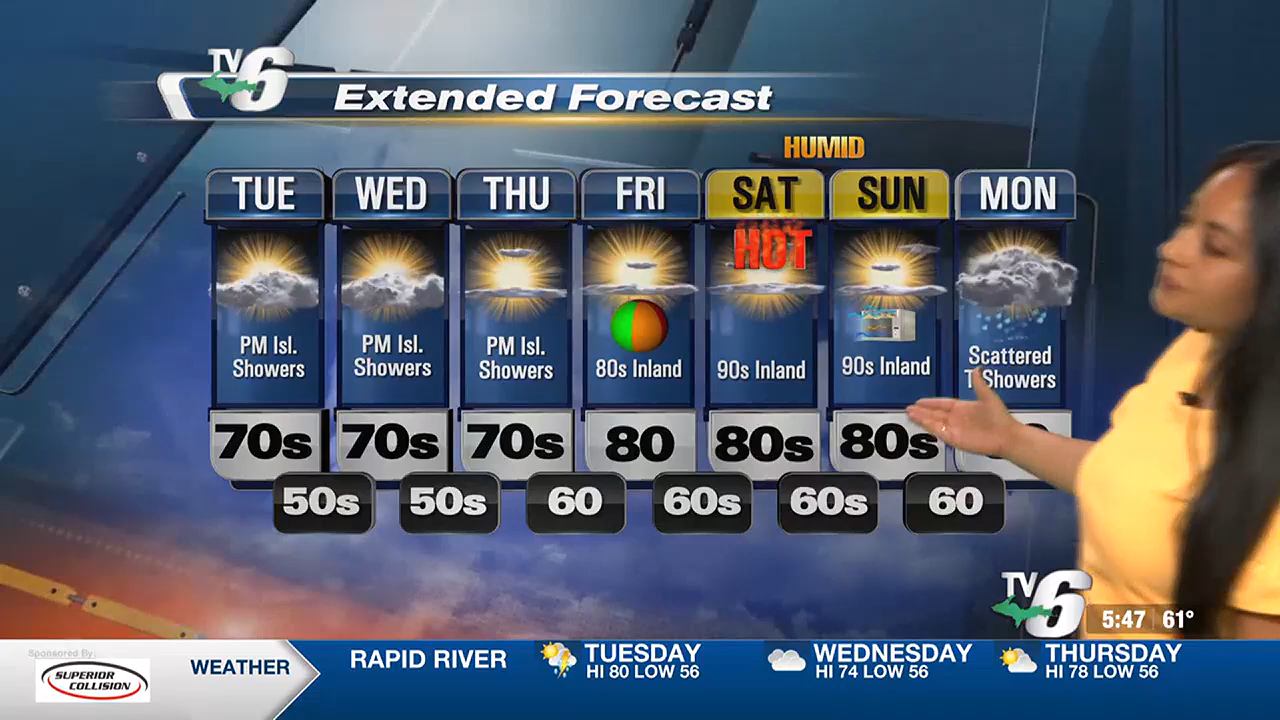 TV6
Extended Forecast
HUMID
TUE
WED
THU
FRI
SAT
SUN
MON
HOT
PM Isl.
Showers
PM Isl.
Showers
PM Isl.
Showers
80s Inland
90s Inland
90s Inland
Scattered
T-Showers
70s
70s
70s
80
80s
80s
50s
50s
60
60s
60s
60
TV6
5:47
61°
Sponsored By:
SUPERIOR
COLLISION
WEATHER
RAPID RIVER
TUESDAY
HI 80 LOW 56
WEDNESDAY
HI 74 LOW 56
THURSDAY
HI 78 LOW 56